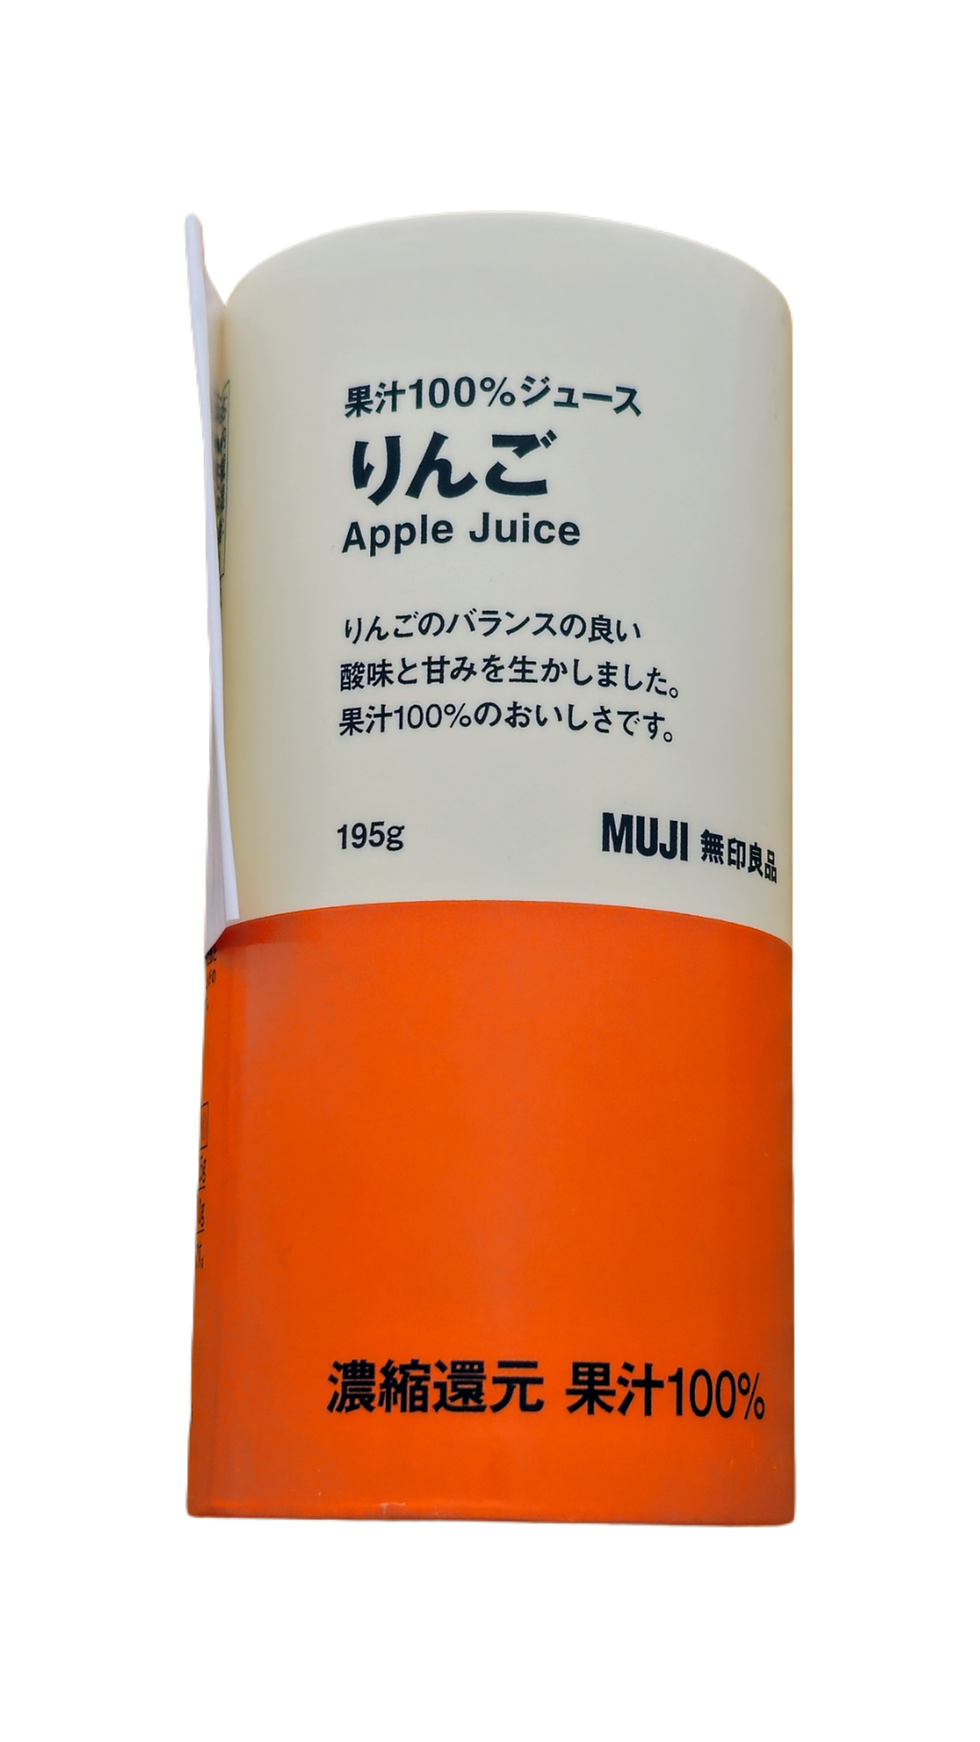 果汁100%ジュース
りんご
Apple Juice
りんごのバランスの良い
酸味と甘みを生かしました。
果汁100%のおいしさです。
195g
MUJI 無印良品
濃縮還元 果汁100%